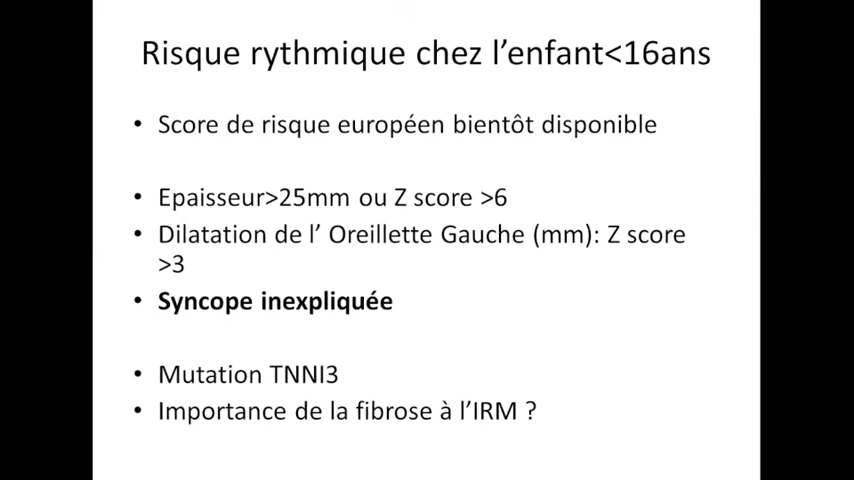 Risque rythmique chez l’enfant<16ans
• Score de risque européen bientôt disponible
• Epaisseur>25mm ou Z score >6
• Dilatation de l’ Oreillette Gauche (mm): Z score
>3
• Syncope inexpliquée
• Mutation TNNI3
• Importance de la fibrose à l’IRM ?